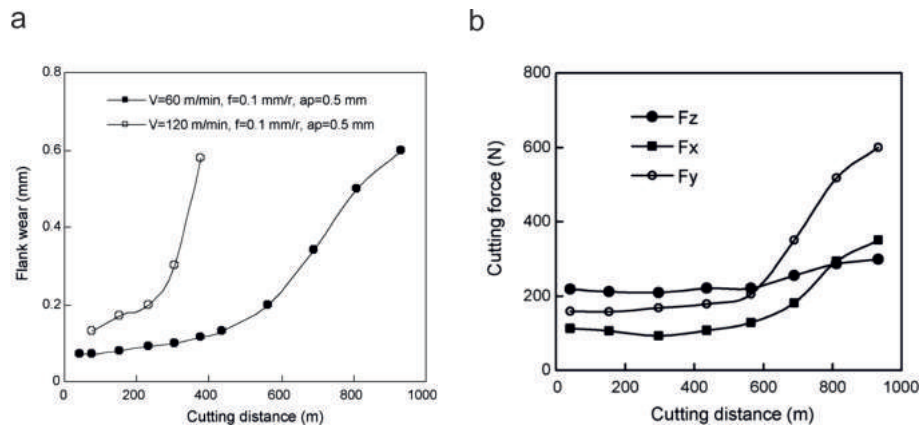 a
0.8
0.6
0.4
0.2
0
0
200
400
600
800
1000
Flank wear (mm)
Cutting distance (m)
V=60 m/min, f=0.1 mm/r, ap=0.5 mm
V=120 m/min, f=0.1 mm/r, ap=0.5 mm
b
800
600
400
200
0
0
200
400
600
800
1000
Cutting force (N)
Cutting distance (m)
Fz
Fx
Fy